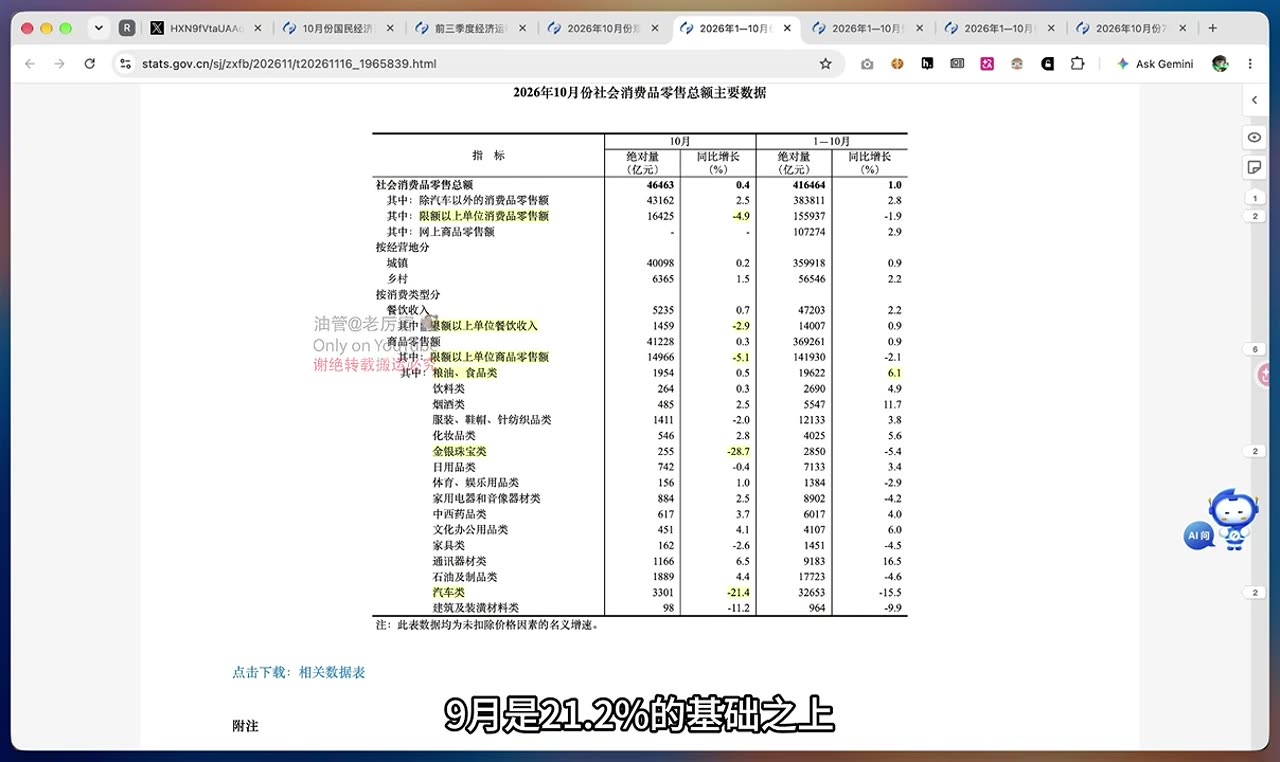 HXN9fVtaUAA
10月份国民经济
前三季度经济运
2026年10月份
2026年1—10月
2026年1—10月
2026年1—10月
2026年10月份
stats.gov.cn/sj/zxfb/202611/t20261116_1965839.html
Ask Gemini
2026年10月份社会消费品零售总额主要数据
指 标 10月 1—10月
绝对量 同比增长 绝对量 同比增长
(亿元) (%) (亿元) (%)
社会消费品零售总额 46463 0.4 416464 1.0
其中：除汽车以外的消费品零售额 43162 2.5 383811 2.8
其中：限额以上单位消费品零售额 16425 -4.9 155937 -1.9
其中：网上商品零售额 - - 107274 2.9
按经营地分
城镇 40098 0.2 359918 0.9
乡村 6365 1.5 56546 2.2
按消费类型分
餐饮收入 5235 0.7 47203 2.2
其中：限额以上单位餐饮收入 1459 -2.9 14007 0.9
商品零售额 41228 0.3 369261 0.9
其中：限额以上单位商品零售额 14966 -5.1 141930 -2.1
其中：粮油、食品类 1954 0.5 19622 6.1
饮料类 264 0.3 2690 4.9
烟酒类 485 2.5 5547 11.7
服装、鞋帽、针纺织品类 1411 -2.0 12133 3.8
化妆品类 546 2.8 4025 5.6
金银珠宝类 255 -28.7 2850 -5.4
日用品类 742 -0.4 7133 3.4
体育、娱乐用品类 156 1.0 1384 -2.9
家用电器和音像器材类 884 2.5 8902 -4.2
中西药品类 617 3.7 6017 4.0
文化办公用品类 451 4.1 4107 6.0
家具类 162 -2.6 1451 -4.5
通讯器材类 1166 6.5 9183 16.5
石油及制品类 1889 4.4 17723 -4.6
汽车类 3301 -21.4 32653 -15.5
建筑及装潢材料类 98 -11.2 964 -9.9
注：此表数据均为未扣除价格因素的名义增速。
油管@老厉害
Only on YouTube
谢绝转载搬运必究
1
2
6
2
2
AI问
点击下载：相关数据表
附注
9月是21.2%的基础之上